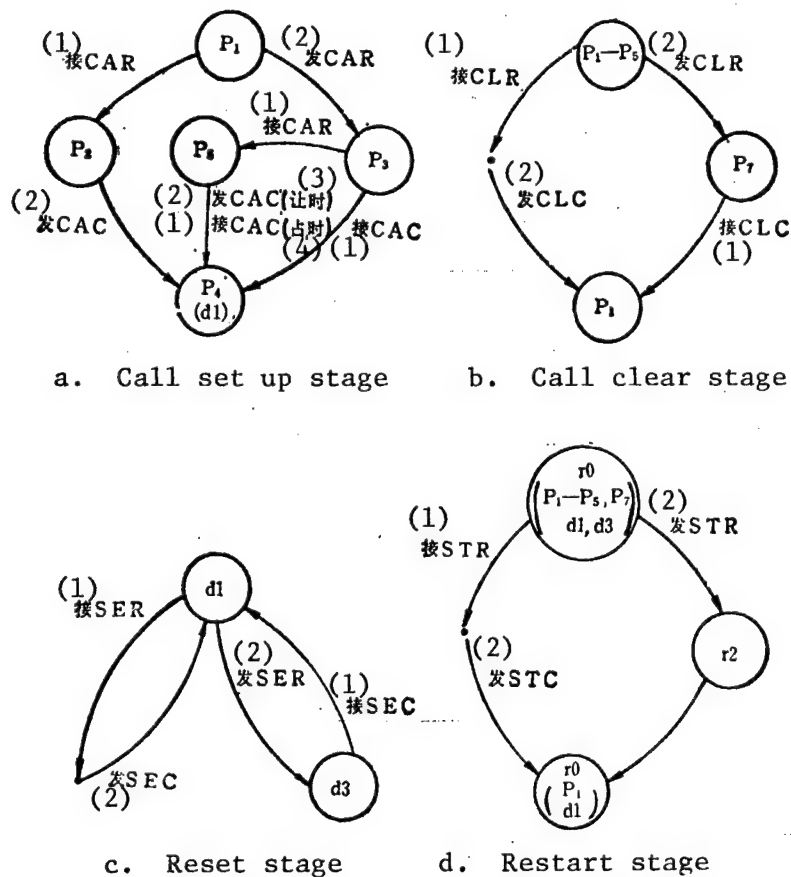 (1)
接CAR
P₁
(2)
发CAR
P₂
(1)
接CAR
P₅
P₃
(2)
发CAC
(2) 发CAC(让时)
(3)
(1) 接CAC(占时)
(4)
(1) 接CAC
P₄
(d1)
a. Call set up stage
(1)
接CLR
P₁—P₅
(2)
发CLR
(2)
发CLC
P₇
接CLC
(1)
P₁
b. Call clear stage
(1)
接SER
d1
(2)
发SER
(1)
接SEC
发SEC
(2)
d3
c. Reset stage
(1)
接STR
r0
(P₁—P₅, P₇)
d1, d3
(2)
发STR
(2)
发STC
r2
r0
(P₁)
d1
d. Restart stage